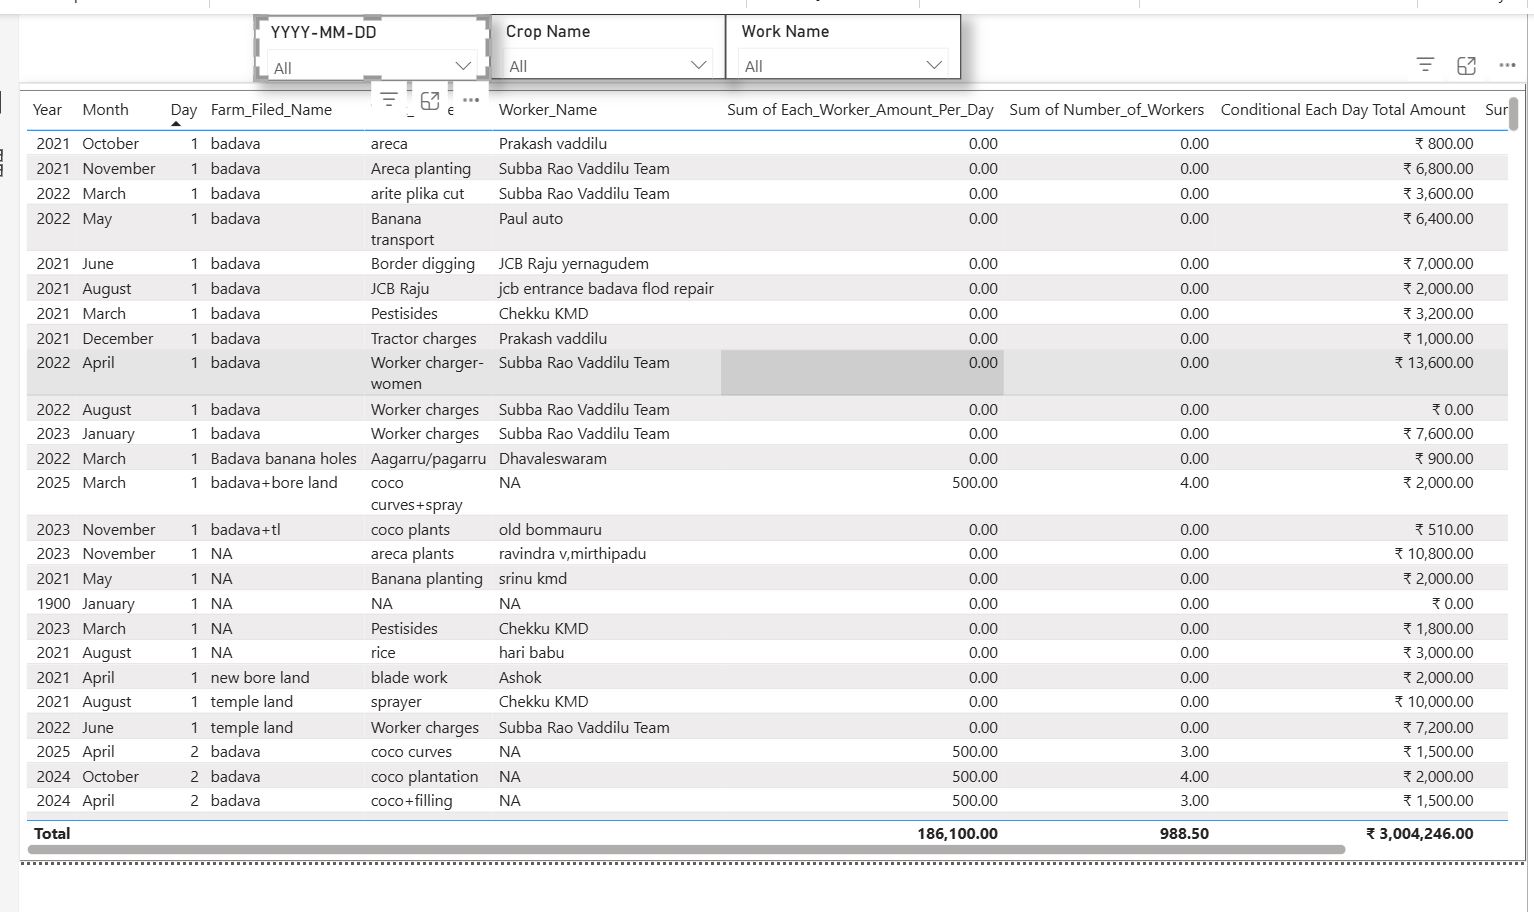 YYYY-MM-DD Crop Name Work Name
All All All
Year Month Day Farm_Filed_Name Worker_Name Sum of Each_Worker_Amount_Per_Day Sum of Number_of_Workers Conditional Each Day Total Amount
2021 October 1 badava areca Prakash vaddilu 0.00 0.00 ₹ 800.00
2021 November 1 badava Areca planting Subba Rao Vaddilu Team 0.00 0.00 ₹ 6,800.00
2022 March 1 badava arite plika cut Subba Rao Vaddilu Team 0.00 0.00 ₹ 3,600.00
2022 May 1 badava Banana Paul auto 0.00 0.00 ₹ 6,400.00
transport
2021 June 1 badava Border digging JCB Raju yernagudem 0.00 0.00 ₹ 7,000.00
2021 August 1 badava JCB Raju jcb entrance badava flod repair 0.00 0.00 ₹ 2,000.00
2021 March 1 badava Pestisides Chekku KMD 0.00 0.00 ₹ 3,200.00
2021 December 1 badava Tractor charges Prakash vaddilu 0.00 0.00 ₹ 1,000.00
2022 April 1 badava Worker charger- Subba Rao Vaddilu Team 0.00 0.00 ₹ 13,600.00
women
2022 August 1 badava Worker charges Subba Rao Vaddilu Team 0.00 0.00 ₹ 0.00
2023 January 1 badava Worker charges Subba Rao Vaddilu Team 0.00 0.00 ₹ 7,600.00
2022 March 1 Badava banana holes Aagarru/pagarru Dhavaleswaram 0.00 0.00 ₹ 900.00
2025 March 1 badava+bore land coco NA 500.00 4.00 ₹ 2,000.00
curves+spray
2023 November 1 badava+tl coco plants old bommauru 0.00 0.00 ₹ 510.00
2023 November 1 NA areca plants ravindra v,mirthipadu 0.00 0.00 ₹ 10,800.00
2021 May 1 NA Banana planting srinu kmd 0.00 0.00 ₹ 2,000.00
1900 January 1 NA NA NA 0.00 0.00 ₹ 0.00
2023 March 1 NA Pestisides Chekku KMD 0.00 0.00 ₹ 1,800.00
2021 August 1 NA rice hari babu 0.00 0.00 ₹ 3,000.00
2021 April 1 new bore land blade work Ashok 0.00 0.00 ₹ 2,000.00
2021 August 1 temple land sprayer Chekku KMD 0.00 0.00 ₹ 10,000.00
2022 June 1 temple land Worker charges Subba Rao Vaddilu Team 0.00 0.00 ₹ 7,200.00
2025 April 2 badava coco curves NA 500.00 3.00 ₹ 1,500.00
2024 October 2 badava coco plantation NA 500.00 4.00 ₹ 2,000.00
2024 April 2 badava coco+filling NA 500.00 3.00 ₹ 1,500.00
Total 186,100.00 988.50 ₹ 3,004,246.00